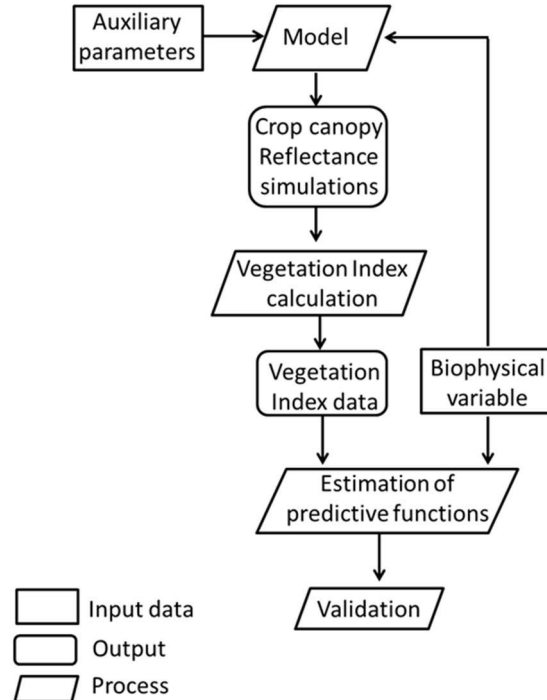 Auxiliary
parameters
Model
Crop canopy
Reflectance
simulations
Vegetation Index
calculation
Vegetation
Index data
Biophysical
variable
Estimation of
predictive functions
Validation
Input data
Output
Process